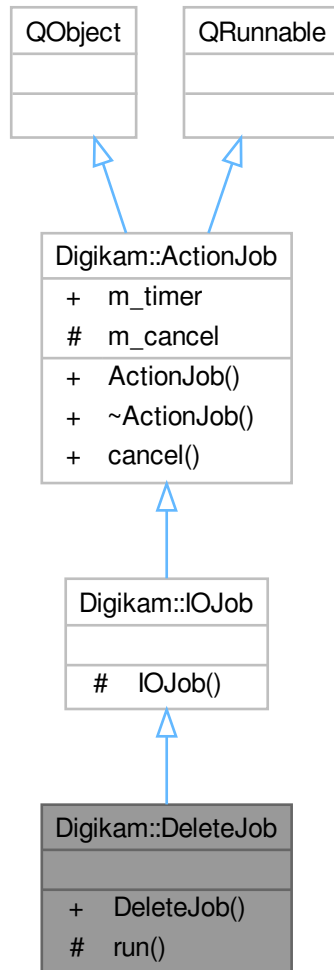 QObject
QRunnable
Digikam::ActionJob
+ m_timer
# m_cancel
+ ActionJob()
+ ~ActionJob()
+ cancel()
Digikam::IOJob
# IOJob()
Digikam::DeleteJob
+ DeleteJob()
# run()